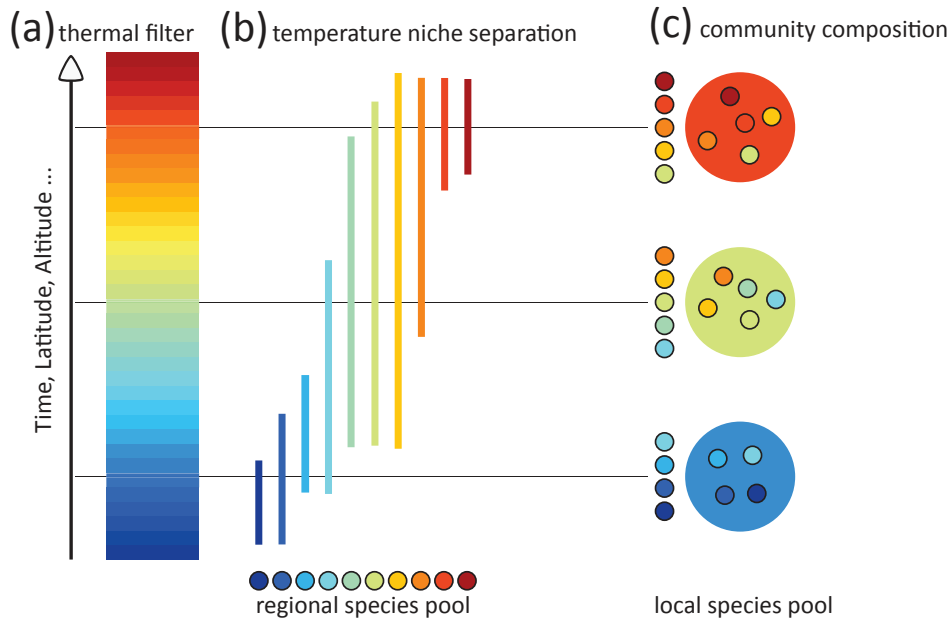 (a) thermal filter
(b) temperature niche separation
(c) community composition
Time, Latitude, Altitude ...
regional species pool
local species pool